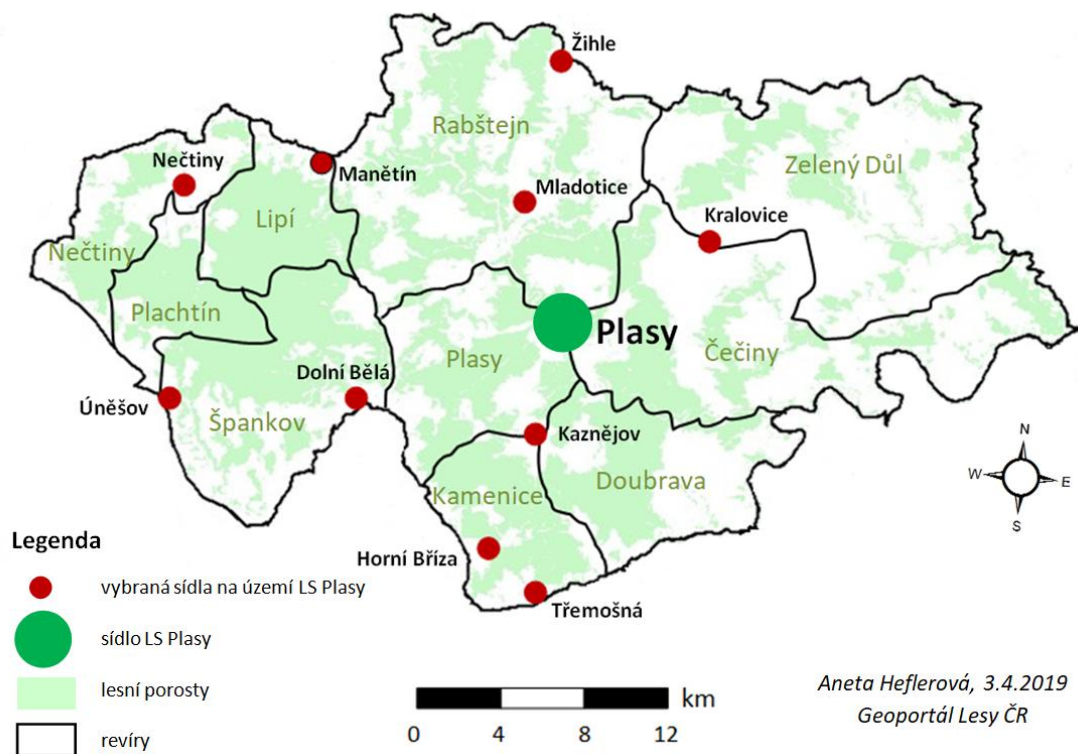 Žihle
Rabštejn
Nečtiny
Manětín
Zelený Důl
Mladotice
Lipí
Kralovice
Nečtiny
Plachtín
Plasy
Plasy
Čečiny
Dolní Bělá
Úněšov
Špankov
Kaznějov
Doubrava
Kamenice
Horní Bříza
Třemošná
N
W
E
S
Legenda
vybraná sídla na území LS Plasy
sídlo LS Plasy
lesní porosty
revíry
km
0 4 8 12
Aneta Heflerová, 3.4.2019
Geoportál Lesy ČR